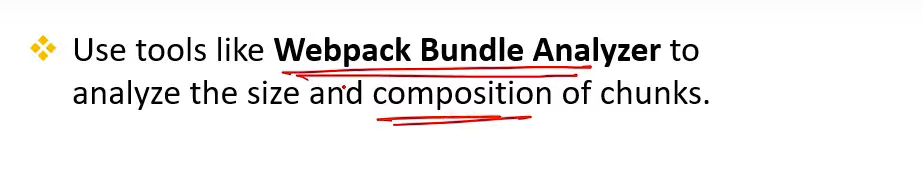 Use tools like Webpack Bundle Analyzer to
analyze the size and composition of chunks.